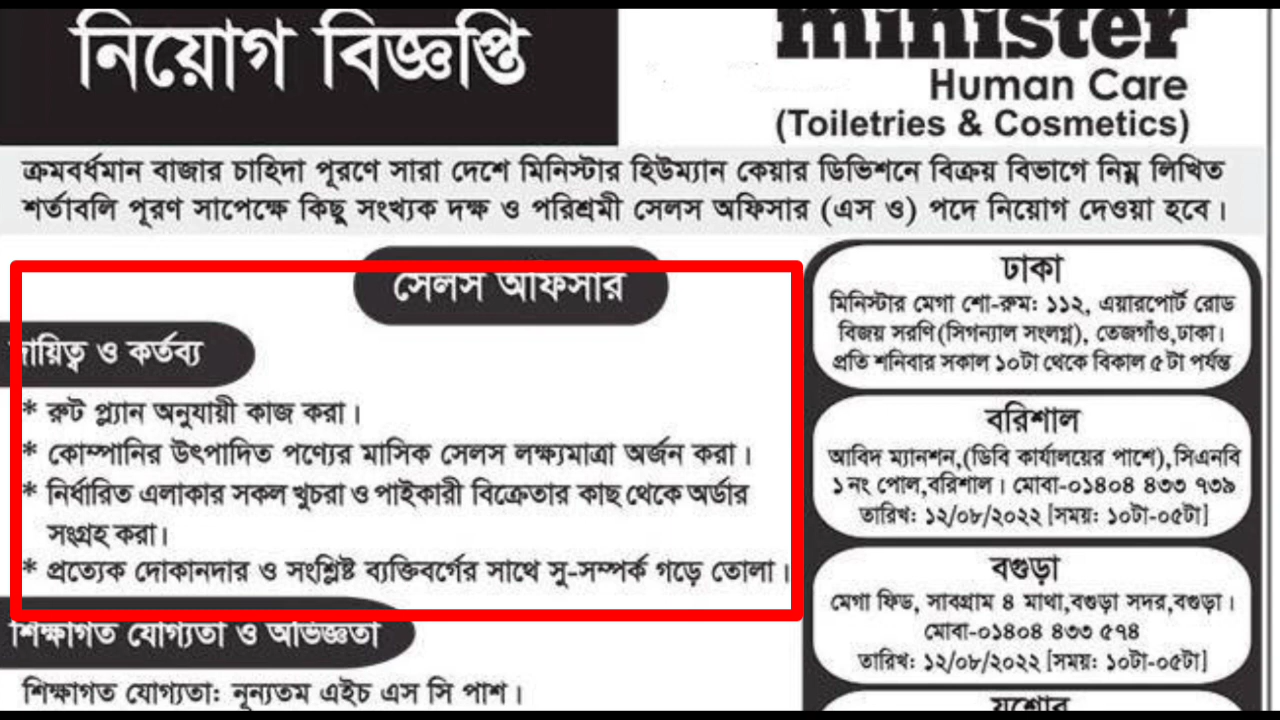 নিয়োগ বিজ্ঞপ্তি
minister
Human Care
(Toiletries & Cosmetics)
ক্রমবর্ধমান বাজার চাহিদা পূরণে সারা দেশে মিনিস্টার হিউম্যান কেয়ার ডিভিশনে বিক্রয় বিভাগে নিম্ন লিখিত
শর্তাবলি পূরণ সাপেক্ষে কিছু সংখ্যক দক্ষ ও পরিশ্রমী সেলস অফিসার (এস ও) পদে নিয়োগ দেওয়া হবে।
সেলস অফিসার
দায়িত্ব ও কর্তব্য
* রুট প্ল্যান অনুযায়ী কাজ করা।
* কোম্পানির উৎপাদিত পণ্যের মাসিক সেলস লক্ষ্যমাত্রা অর্জন করা।
* নির্ধারিত এলাকার সকল খুচরা ও পাইকারী বিক্রেতার কাছ থেকে অর্ডার
সংগ্রহ করা।
* প্রত্যেক দোকানদার ও সংশ্লিষ্ট ব্যক্তিবর্গের সাথে সু-সম্পর্ক গড়ে তোলা।
শিক্ষাগত যোগ্যতা ও অভিজ্ঞতা
শিক্ষাগত যোগ্যতা: নূন্যতম এইচ এস সি পাশ।
ঢাকা
মিনিস্টার মেগা শো-রুম: ১১২, এয়ারপোর্ট রোড
বিজয় সরণি(সিগন্যাল সংলগ্ন), তেজগাঁও,ঢাকা।
প্রতি শনিবার সকাল ১০টা থেকে বিকাল ৫ টা পর্যন্ত
বরিশাল
আবিদ ম্যানশন,(ডিবি কার্যালয়ের পাশে),সিএনবি
১ নং পোল,বরিশাল। মোবা-০১৪০৪ ৪৩৩ ৭৩৯
তারিখ: ১২/০৮/২০২২ [সময়: ১০টা-০৫টা]
বগুড়া
মেগা ফিড, সাবগ্রাম ৪ মাথা,বগুড়া সদর,বগুড়া।
মোবা-০১৪০৪ ৪৩৩ ৫৭৪
তারিখ: ১২/০৮/২০২২ [সময়: ১০টা-০৫টা]
যশোর